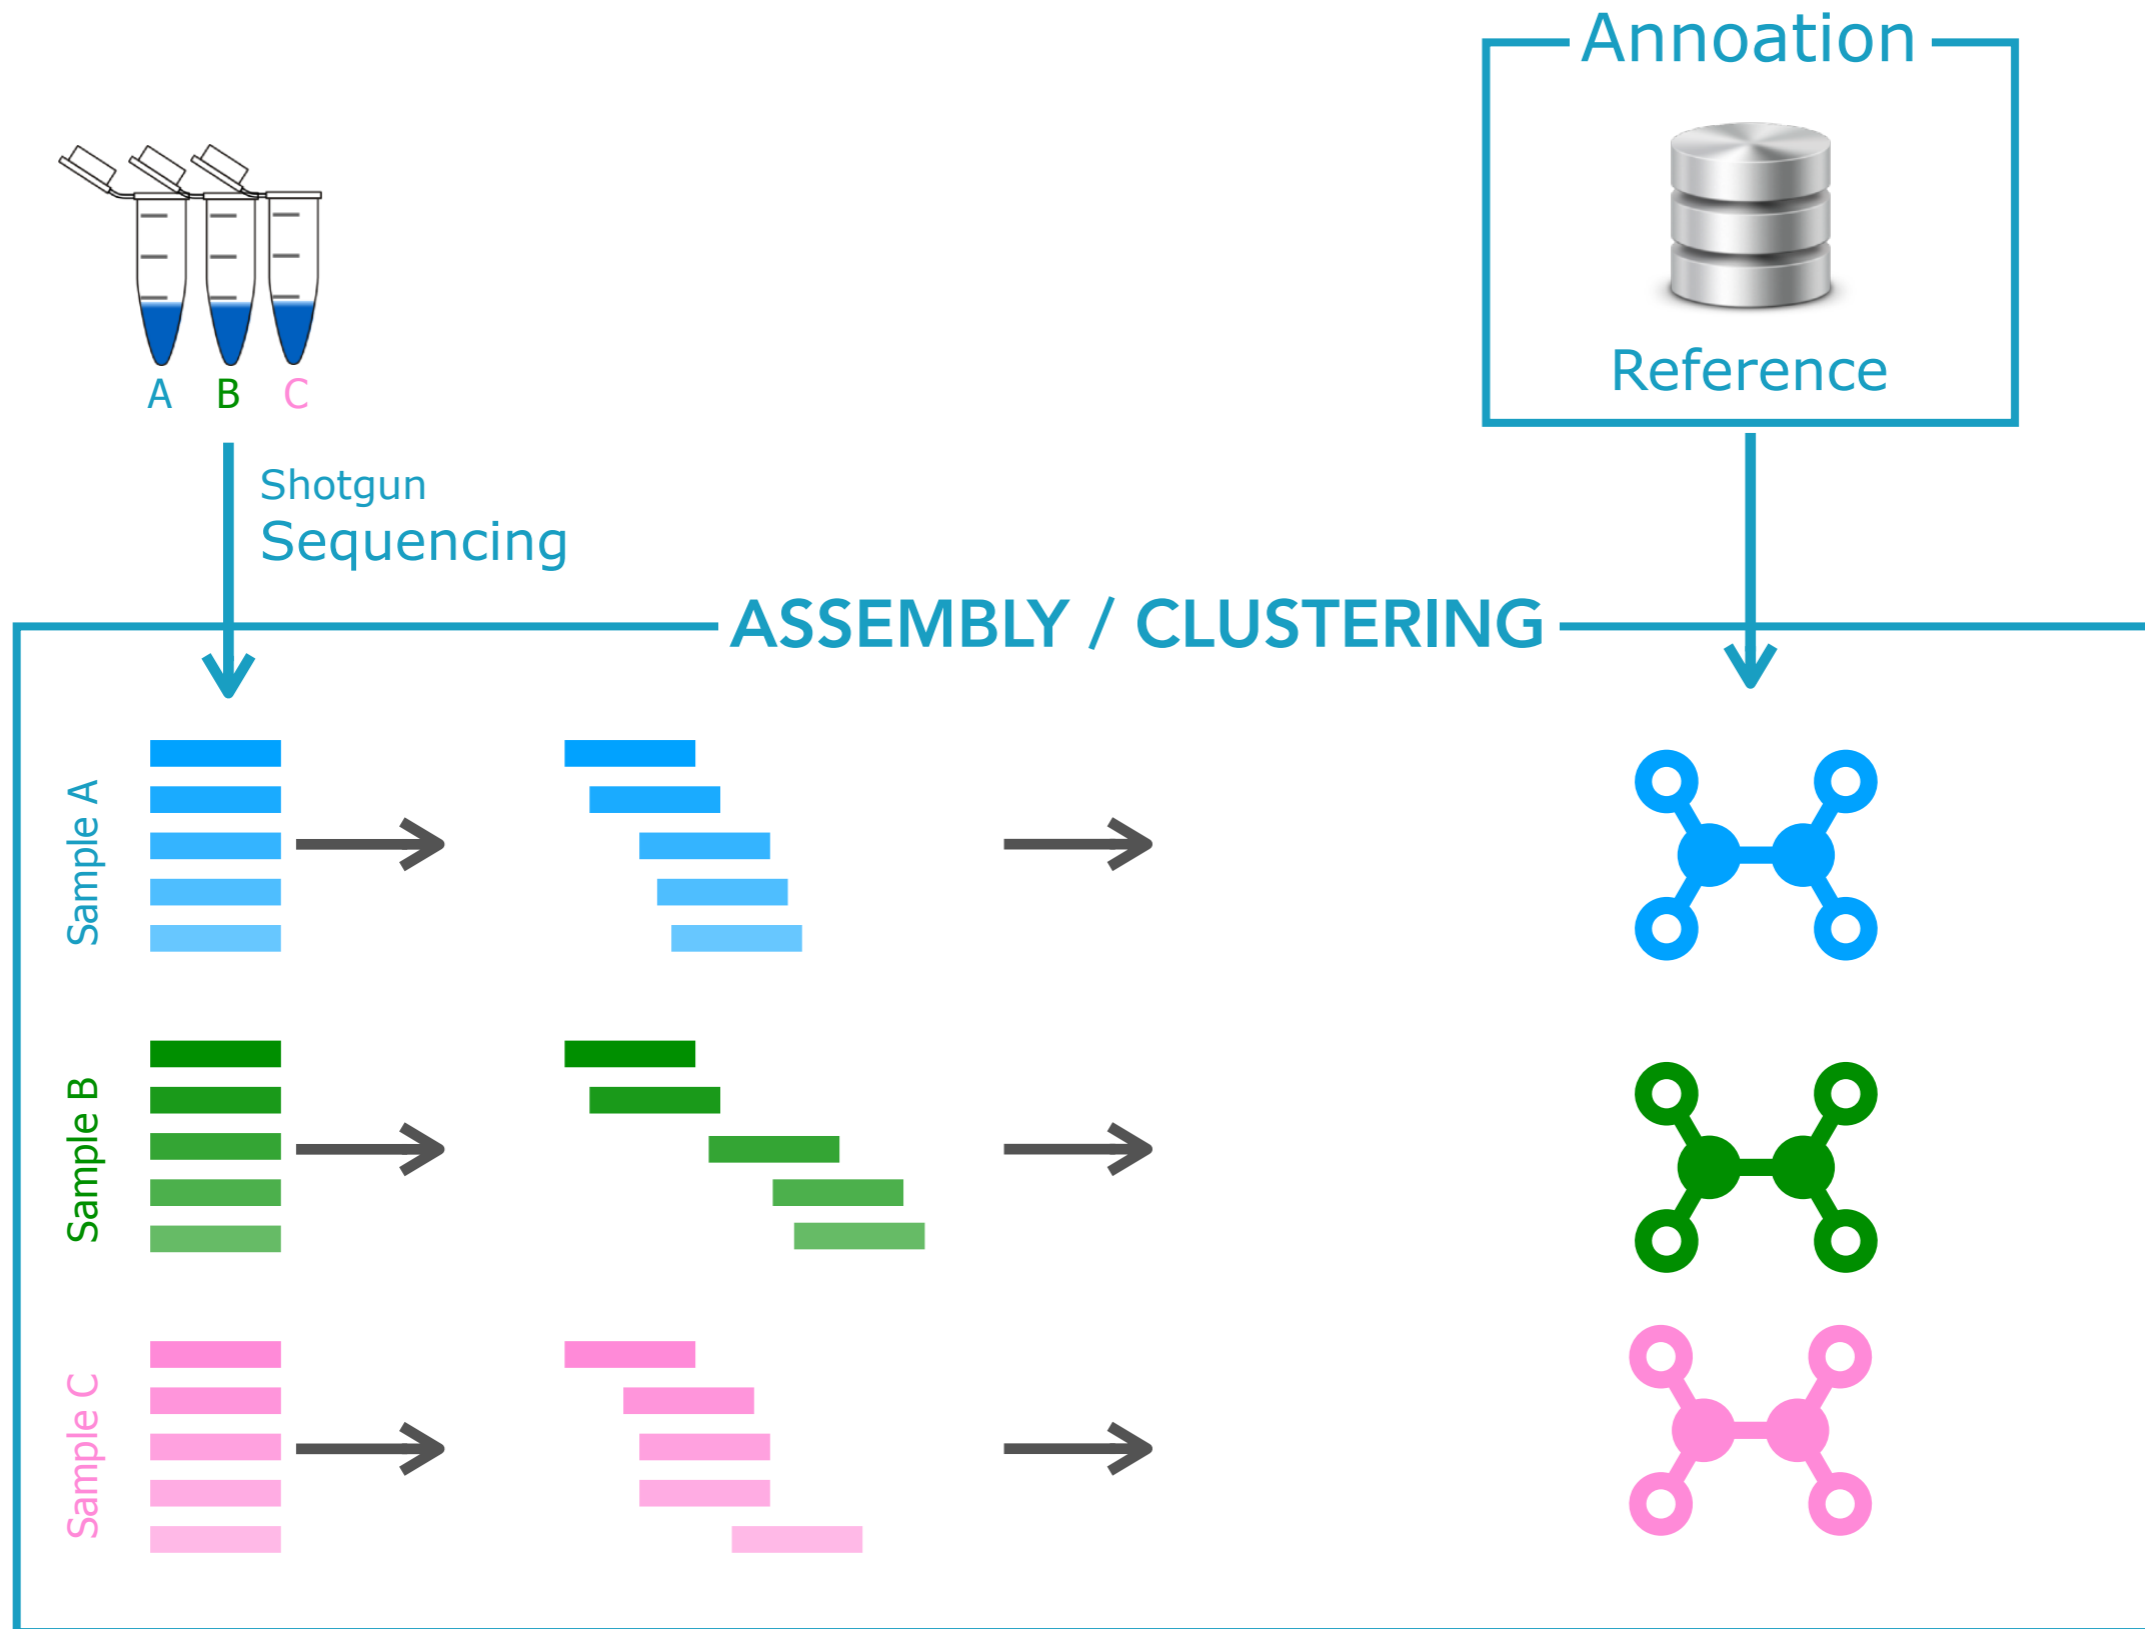 Annoation
Reference
A B C
Shotgun
Sequencing
ASSEMBLY / CLUSTERING
Sample A
Sample B
Sample C